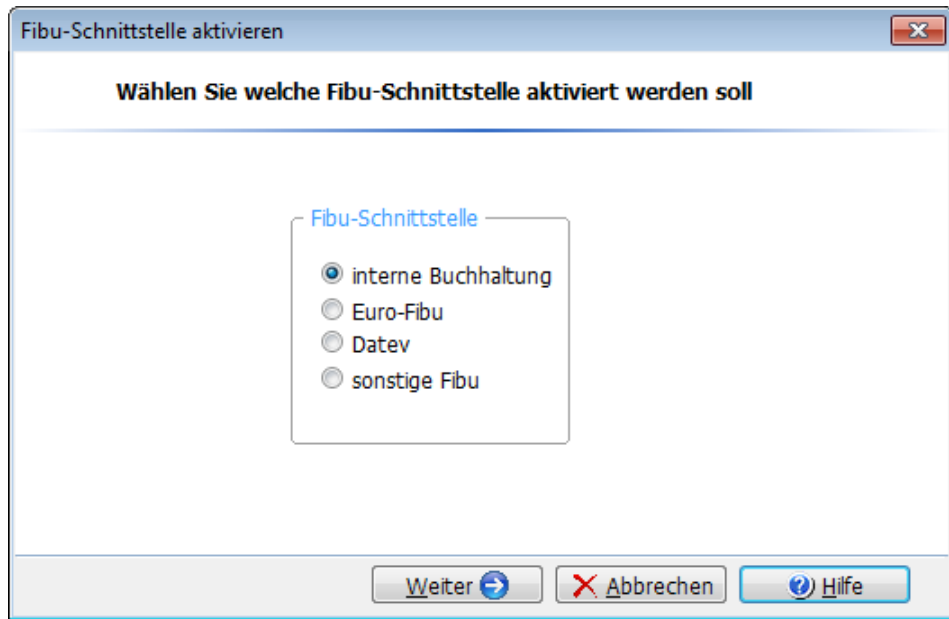 Fibu-Schnittstelle aktivieren
Wählen Sie welche Fibu-Schnittstelle aktiviert werden soll
Fibu-Schnittstelle
interne Buchhaltung
Euro-Fibu
Datev
sonstige Fibu
Weiter Abbrechen Hilfe